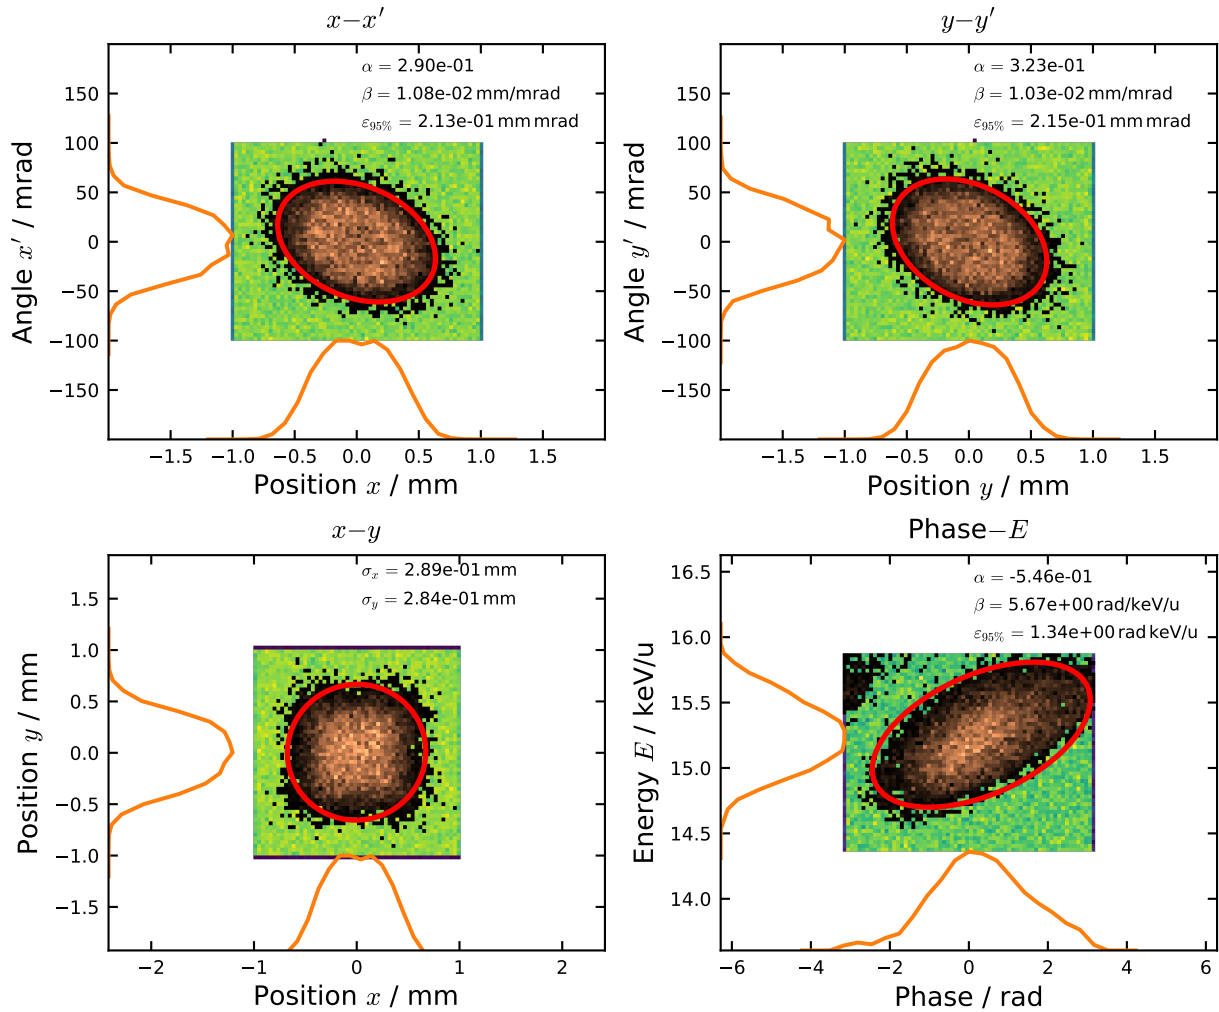 x−x′
α = 2.90e-01
β = 1.08e-02 mm/mrad
ε95% = 2.13e-01 mm mrad
150
100
50
0
−50
−100
−150
Angle x′ / mrad
−1.5 −1.0 −0.5 0.0 0.5 1.0 1.5
Position x / mm
y−y′
α = 3.23e-01
β = 1.03e-02 mm/mrad
ε95% = 2.15e-01 mm mrad
150
100
50
0
−50
−100
−150
Angle y′ / mrad
−1.5 −1.0 −0.5 0.0 0.5 1.0 1.5
Position y / mm
x−y
σx = 2.89e-01 mm
σy = 2.84e-01 mm
1.5
1.0
0.5
0.0
−0.5
−1.0
−1.5
Position y / mm
−2 −1 0 1 2
Position x / mm
Phase−E
α = -5.46e-01
β = 5.67e+00 rad/keV/u
ε95% = 1.34e+00 rad keV/u
16.5
16.0
15.5
15.0
14.5
14.0
Energy E / keV/u
−6 −4 −2 0 2 4 6
Phase / rad